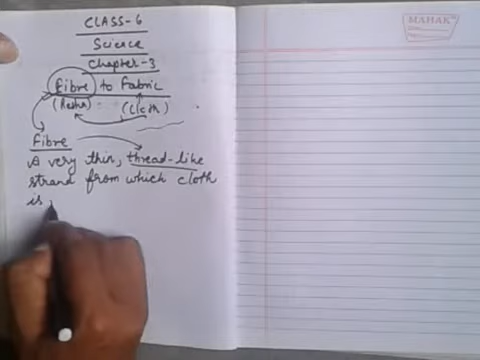 CLASS-6
Science
Chapter-3
Fibre to Fabric
(Resha) (Cloth)
Fibre
A very thin, thread-like
strand from which cloth
is
MAHAK